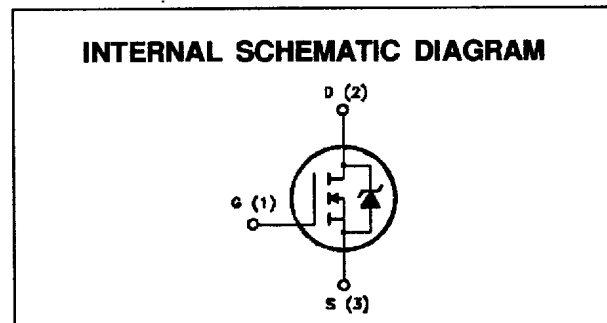 INTERNAL SCHEMATIC DIAGRAM
D (2)
G (1)
S (3)